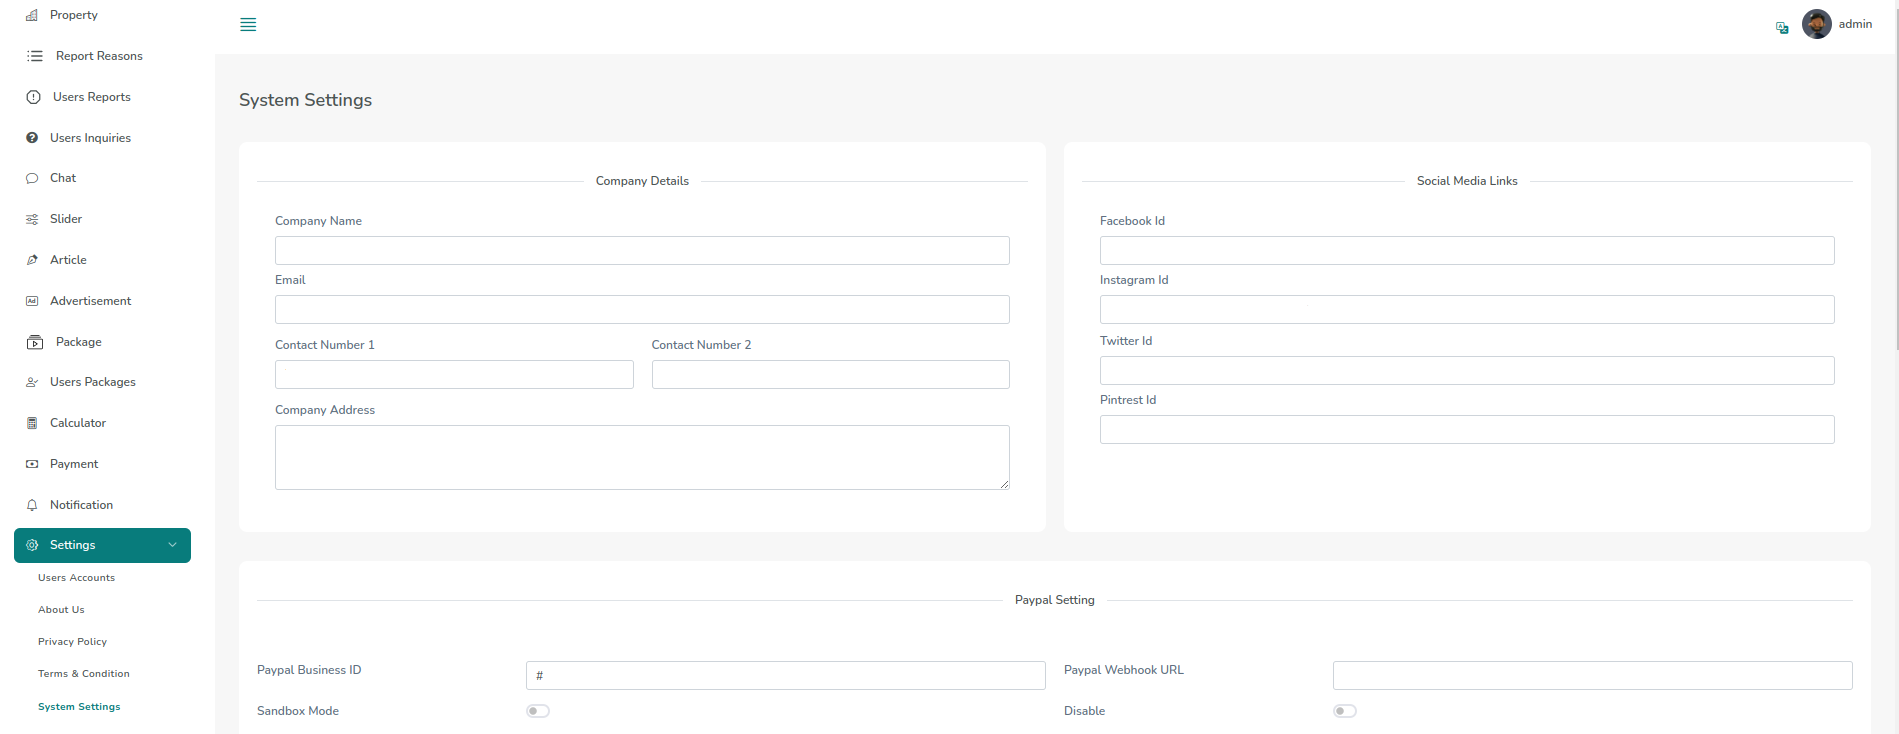 Property
Report Reasons
Users Reports
Users Inquiries
Chat
Slider
Article
Advertisement
Package
Users Packages
Calculator
Payment
Notification
Settings
Users Accounts
About Us
Privacy Policy
Terms & Condition
System Settings
admin
System Settings
Company Details
Company Name
Email
Contact Number 1
Contact Number 2
Company Address
Social Media Links
Facebook Id
Instagram Id
Twitter Id
Pintrest Id
Paypal Setting
Paypal Business ID
#
Paypal Webhook URL
Sandbox Mode
Disable